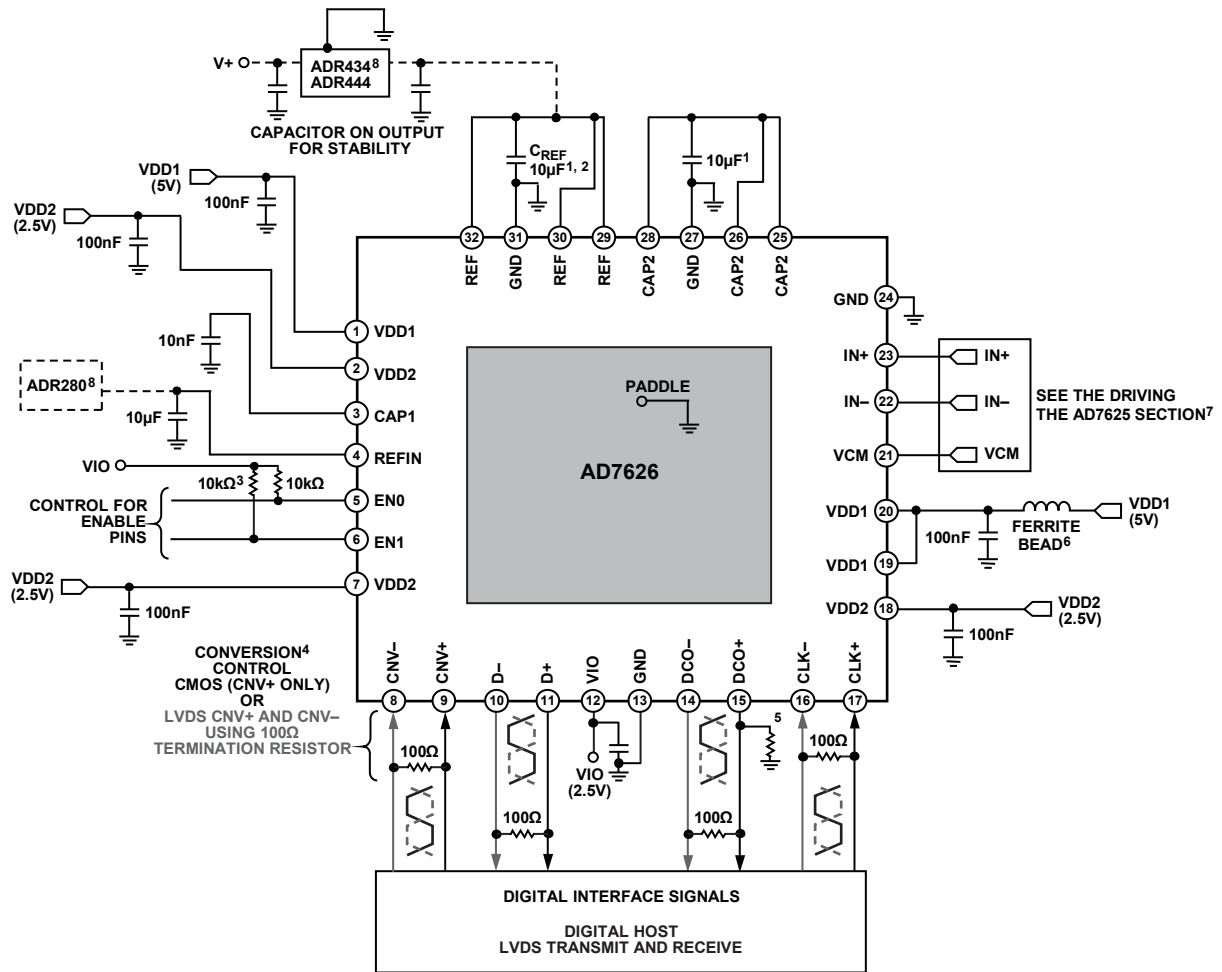 V+
ADR434⁸
ADR444
CAPACITOR ON OUTPUT
FOR STABILITY
VDD1
(5V)
100nF
VDD2
(2.5V)
100nF
CREF
10µF1, 2
10µF1
32
31
30
29
28
27
26
25
REF
GND
REF
REF
CAP2
GND
CAP2
CAP2
10nF
ADR280⁸
10µF
VIO
10kΩ³
10kΩ
CONTROL FOR
ENABLE
PINS
VDD2
(2.5V)
100nF
1 VDD1
2 VDD2
3 CAP1
4 REFIN
5 EN0
6 EN1
7 VDD2
PADDLE
AD7626
GND 24
IN+ 23 IN+
IN– 22 IN–
VCM 21 VCM
SEE THE DRIVING
THE AD7625 SECTION⁷
VDD1 20
VDD1 19
VDD2 18
100nF
FERRITE
BEAD⁶
VDD1
(5V)
VDD2
(2.5V)
100nF
CONVERSION⁴
CONTROL
CMOS (CNV+ ONLY)
OR
LVDS CNV+ AND CNV–
USING 100Ω
TERMINATION RESISTOR
CNV–
CNV+
D–
D+
VIO
GND
DCO–
DCO+
CLK–
CLK+
8
9
10
11
12
13
14
15
16
17
5
100Ω
VIO
(2.5V)
100Ω
100Ω
100Ω
DIGITAL INTERFACE SIGNALS
DIGITAL HOST
LVDS TRANSMIT AND RECEIVE